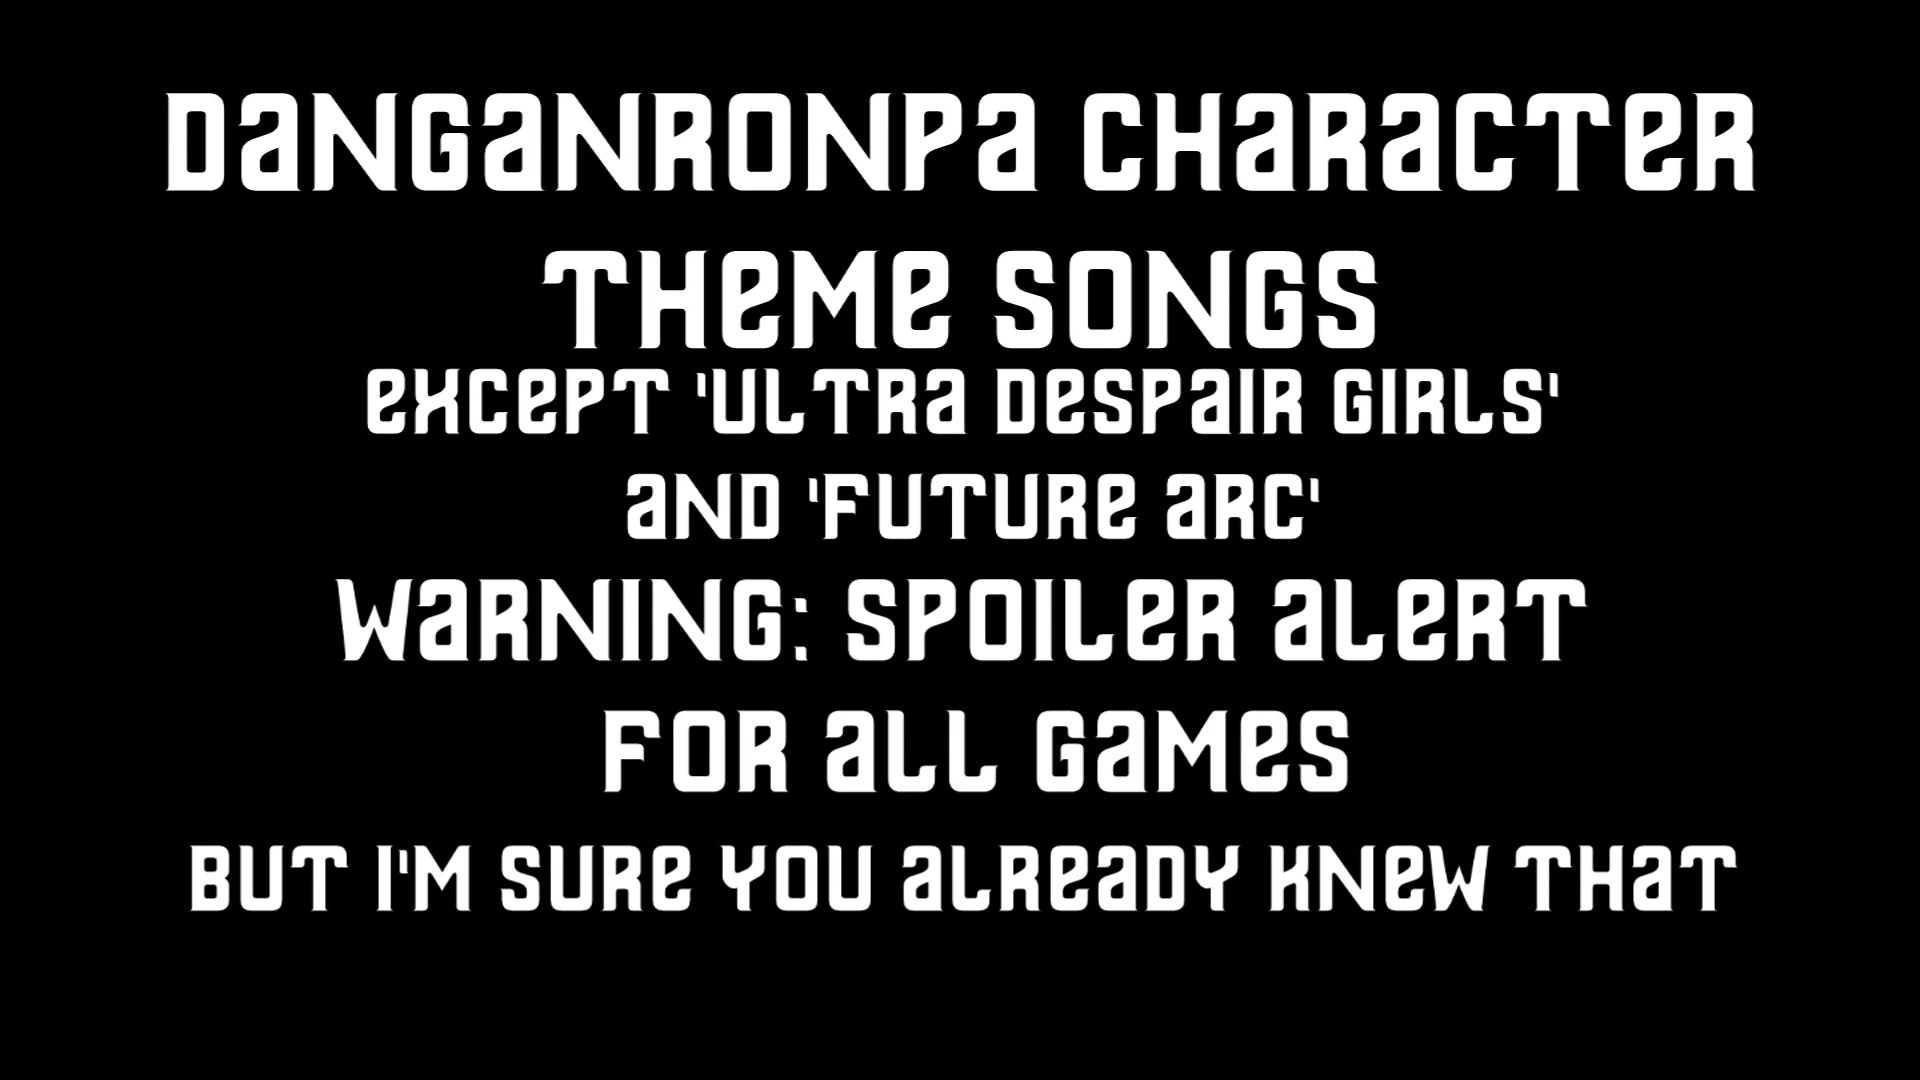 DaNGaNRONPa CHaRaCTeR
THeMe SONGS
eXCePT 'ULTRa DeSPaIR GIRLS'
aND 'FUTURe aRC'
WaRNING: SPOILeR aLeRT
FOR aLL GaMeS
BUT I'M SURe YOU aLReaDY KNeW THaT